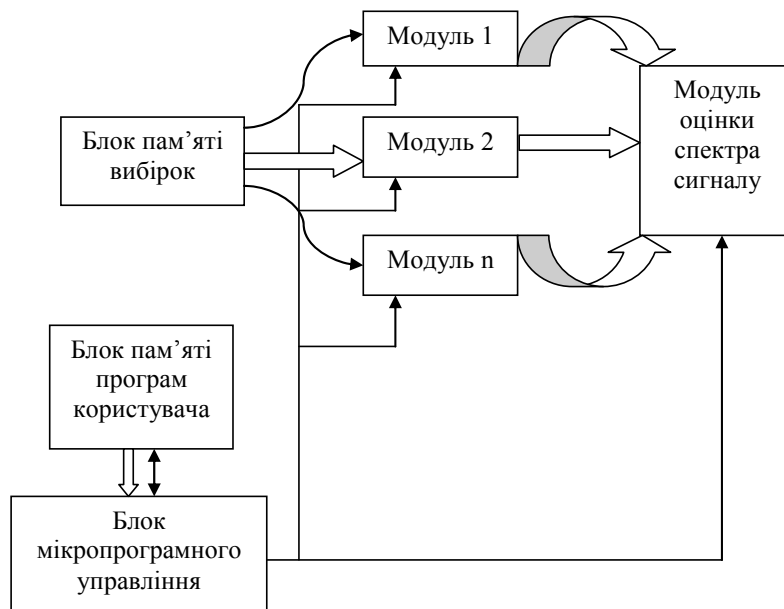 Модуль 1
Модуль
оцінки
спектра
сигналу
Блок пам’яті
вибірок
Модуль 2
Модуль n
Блок пам’яті
програм
користувача
Блок
мікропрограмного
управління